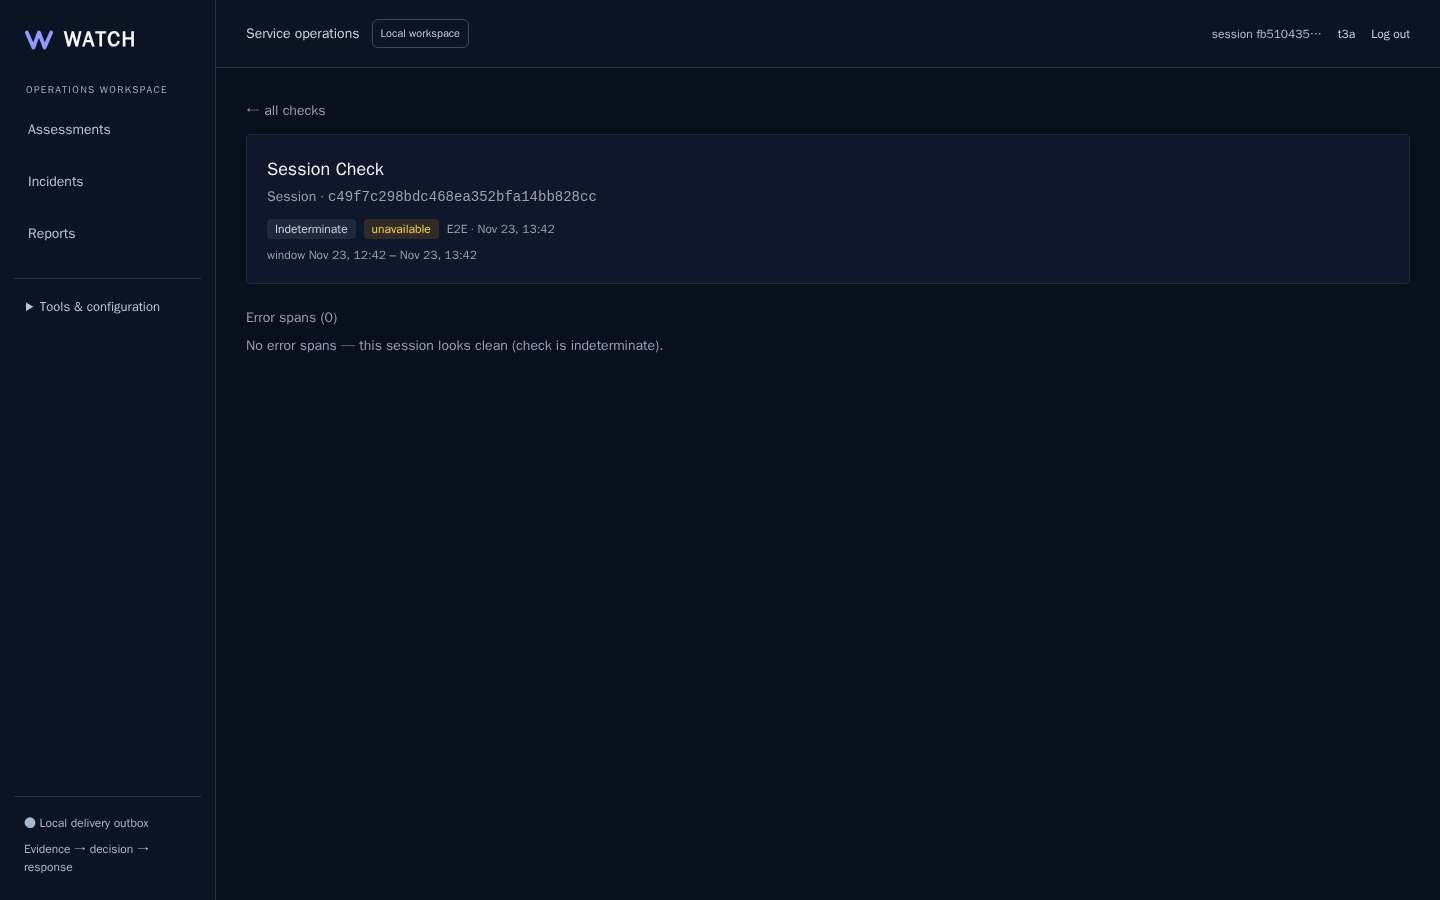 WATCH
OPERATIONS WORKSPACE
Assessments
Incidents
Reports
▶ Tools & configuration
Local delivery outbox
Evidence → decision →
response
Service operations
Local workspace
session fb510435···
t3a
Log out
← all checks
Session Check
Session · c49f7c298bdc468ea352bfa14bb828cc
Indeterminate unavailable E2E · Nov 23, 13:42
window Nov 23, 12:42 – Nov 23, 13:42
Error spans (0)
No error spans — this session looks clean (check is indeterminate).